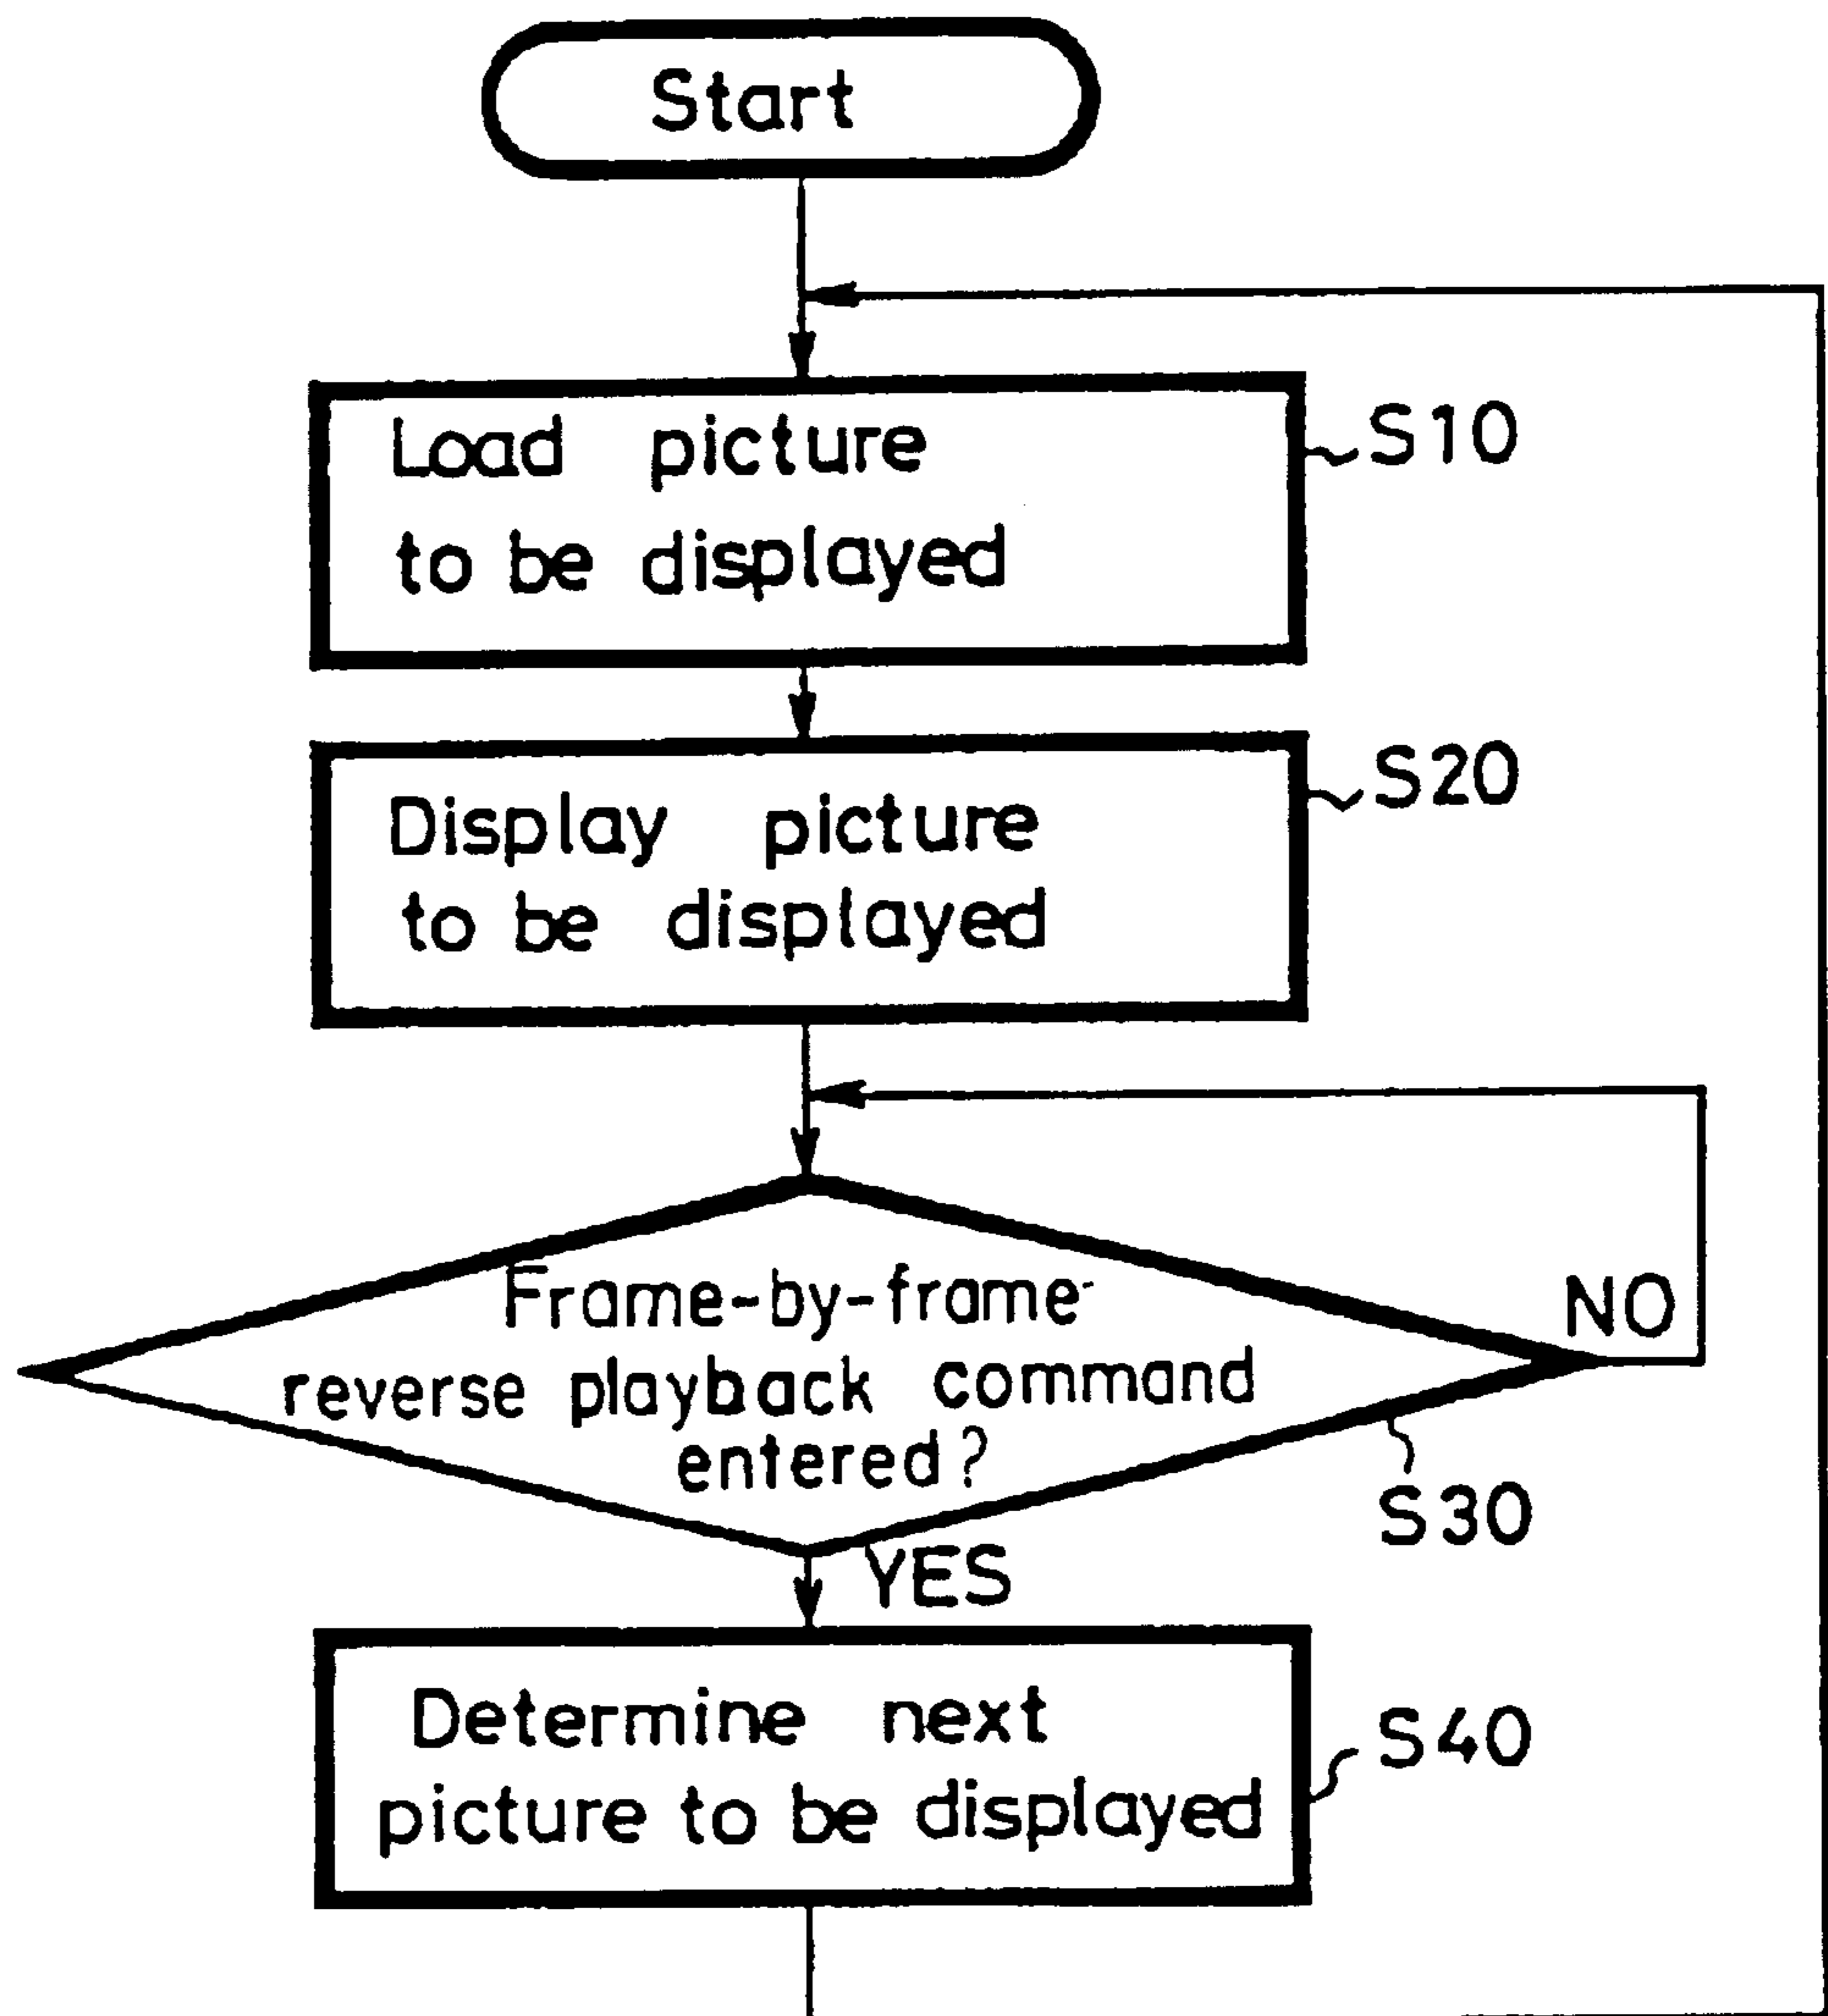 Start
Load picture
to be displayed
S10
Display picture
to be displayed
S20
Frame-by-frame
reverse playback command
entered?
NO
S30
YES
Determine next
picture to be displayed
S40